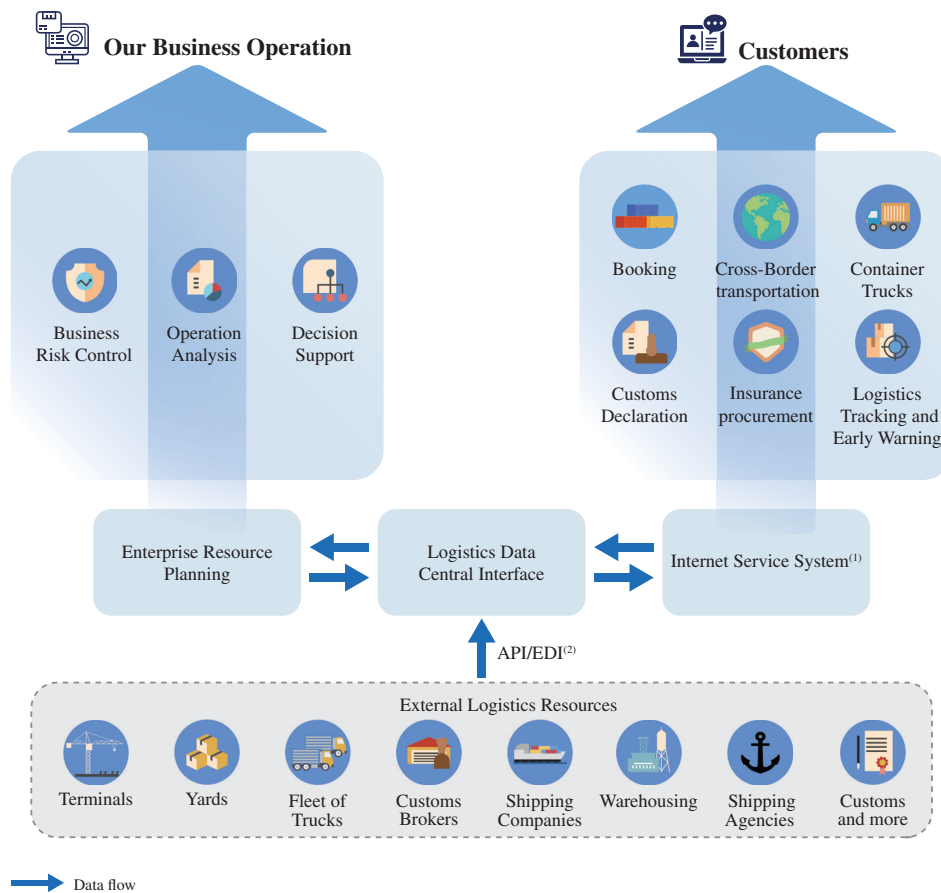 Our Business Operation
Customers
Business
Risk Control
Operation
Analysis
Decision
Support
Booking
Cross-Border
transportation
Container
Trucks
Customs
Declaration
Insurance
procurement
Logistics
Tracking and
Early Warning
Enterprise Resource
Planning
Logistics Data
Central Interface
Internet Service System(1)
API/EDI(2)
External Logistics Resources
Terminals
Yards
Fleet of
Trucks
Customs
Brokers
Shipping
Companies
Warehousing
Shipping
Agencies
Customs
and more
Data flow